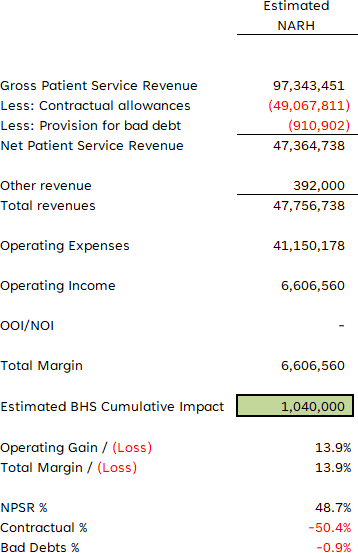 Estimated
NARH
Gross Patient Service Revenue 97,343,451
Less: Contractual allowances (49,067,811)
Less: Provision for bad debt (910,902)
Net Patient Service Revenue 47,364,738
Other revenue 392,000
Total revenues 47,756,738
Operating Expenses 41,150,178
Operating Income 6,606,560
OOI/NOI -
Total Margin 6,606,560
Estimated BHS Cumulative Impact 1,040,000
Operating Gain / (Loss) 13.9%
Total Margin / (Loss) 13.9%
NPSR % 48.7%
Contractual % -50.4%
Bad Debts % -0.9%